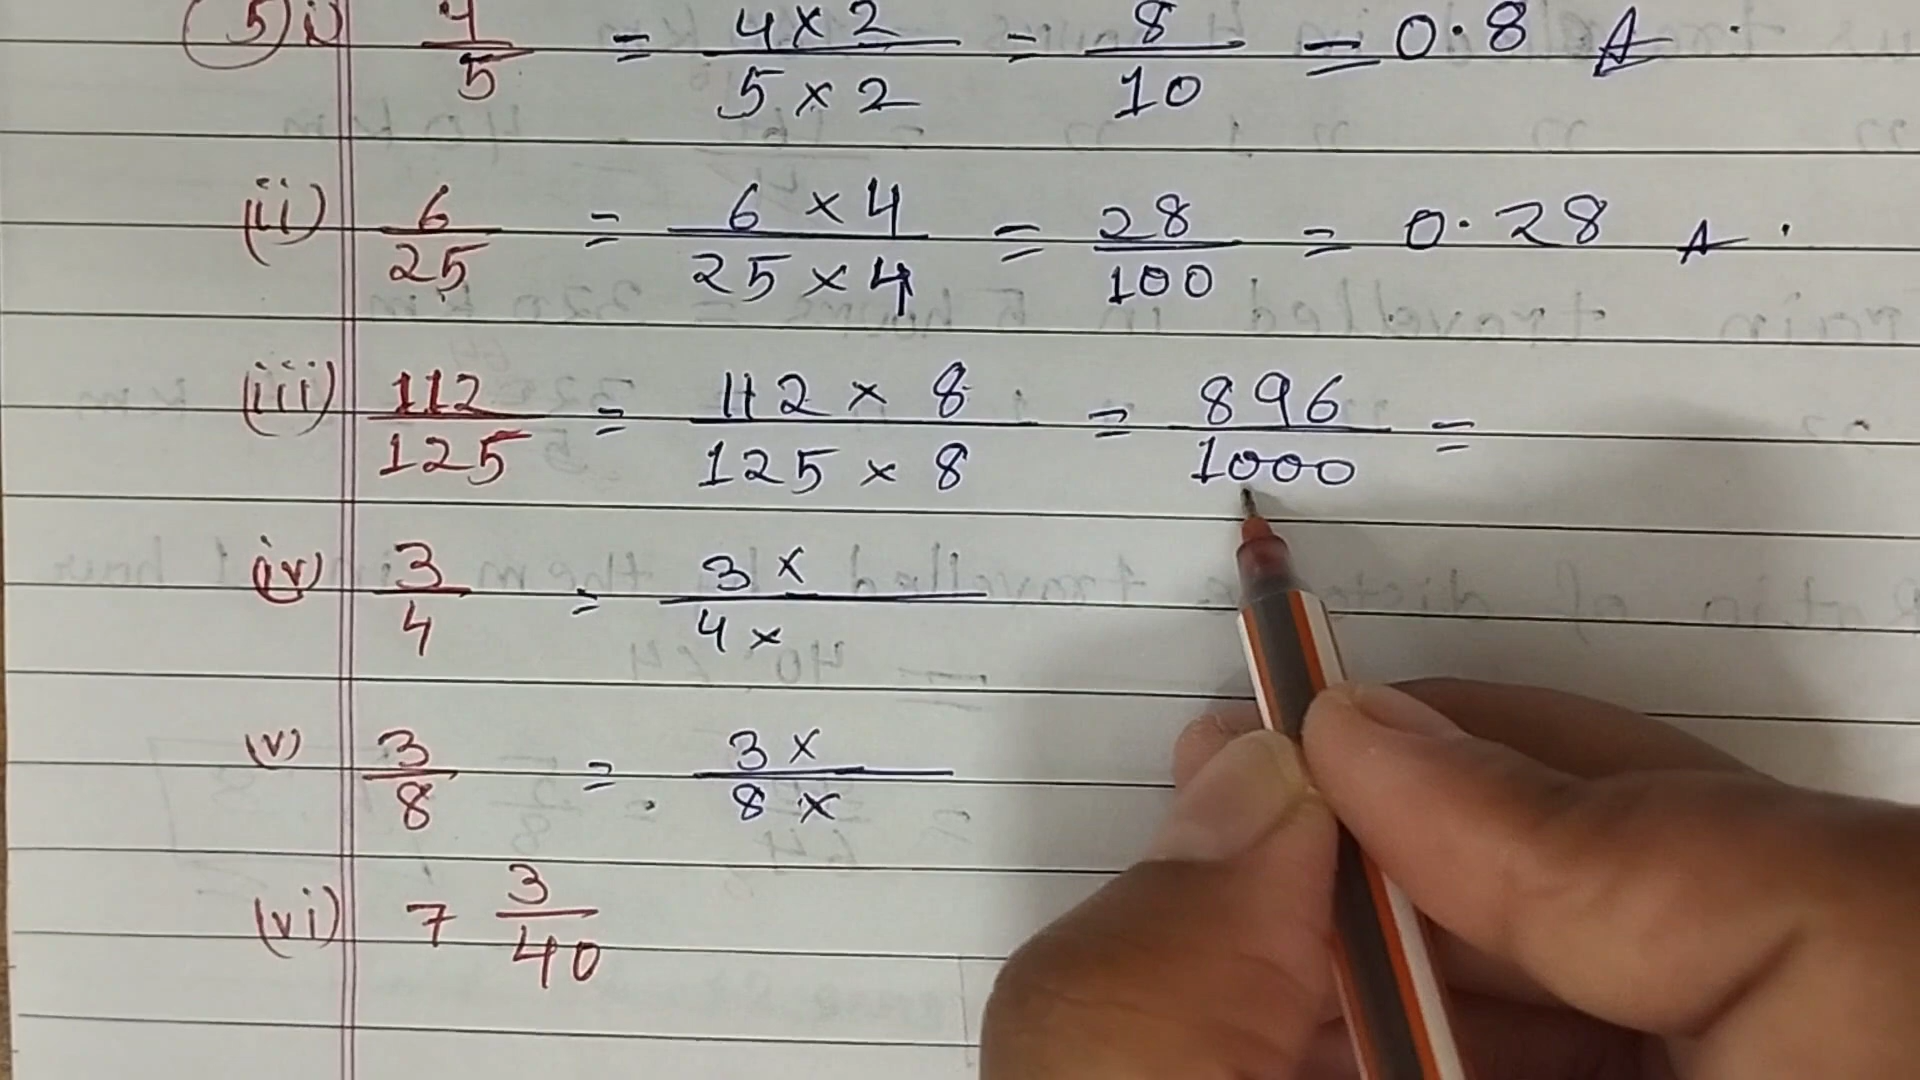 5) i) 4/5 = 4 × 2 / 5 × 2 = 8/10 = 0.8 A
(ii) 6/25 = 6 × 4 / 25 × 4 = 28/100 = 0.28 A.
(iii) 112/125 = 112 × 8 / 125 × 8 = 896/1000 =
(iv) 3/4 = 3 × / 4 ×
(v) 3/8 = 3 × / 8 ×
(vi) 7 3/40